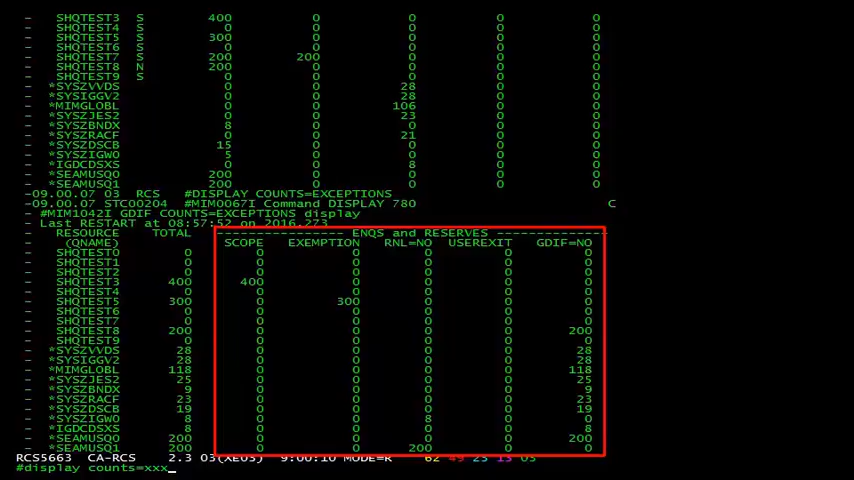 - SHQTEST3 S 400 0 0 0 0
- SHQTEST4 S 0 0 0 0 0
- SHQTEST5 S 300 0 0 0 0
- SHQTEST6 S 0 0 0 0 0
- SHQTEST7 S 200 200 0 0 0
- SHQTEST8 N 200 0 0 0 0
- SHQTEST9 S 0 0 0 0 0
- *SYSZVVDS 0 0 28 0 0
- *SYSIGGV2 0 0 28 0 0
- *MIMGLOBL 0 0 106 0 0
- *SYSZJES2 0 0 23 0 0
- *SYSZBNDX 8 0 0 0 0
- *SYSZRACF 0 0 21 0 0
- *SYSZDSCB 15 0 0 0 0
- *SYSZIGW0 5 0 0 0 0
- *IGDCDSXS 0 0 8 0 0
- *SEAMUSQ0 200 0 0 0 0
- *SEAMUSQ1 200 0 0 0 0
-09.00.07 03 RCS #DISPLAY COUNTS=EXCEPTIONS
-09.00.07 STC00204 #MIM0067I Command DISPLAY 780 C
- #MIM1042I GDIF COUNTS=EXCEPTIONS display
- Last RESTART at 08:57:52 on 2016.273
- RESOURCE TOTAL ---------------- ENQS and RESERVES ----------------
- (QNAME) SCOPE EXEMPTION RNL=NO USEREXIT GDIF=NO
- SHQTEST0 0 0 0 0 0 0
- SHQTEST1 0 0 0 0 0 0
- SHQTEST2 0 0 0 0 0 0
- SHQTEST3 400 400 0 0 0 0
- SHQTEST4 0 0 0 0 0 0
- SHQTEST5 300 0 300 0 0 0
- SHQTEST6 0 0 0 0 0 0
- SHQTEST7 0 0 0 0 0 0
- SHQTEST8 200 0 0 0 0 200
- SHQTEST9 0 0 0 0 0 0
- *SYSZVVDS 28 0 0 0 0 28
- *SYSIGGV2 28 0 0 0 0 28
- *MIMGLOBL 118 0 0 0 0 118
- *SYSZJES2 25 0 0 0 0 25
- *SYSZBNDX 9 0 0 0 0 9
- *SYSZRACF 23 0 0 0 0 23
- *SYSZDSCB 19 0 0 0 0 19
- *SYSZIGW0 8 0 0 8 0 0
- *IGDCDSXS 8 0 0 0 0 8
- *SEAMUSQ0 200 0 0 0 0 200
- *SEAMUSQ1 200 0 0 200 0 0
RCS5663 CA-RCS 2.3 03(XE03) 9:00:10 MODE=R 62 49 23 13 03
#display counts=xxx_